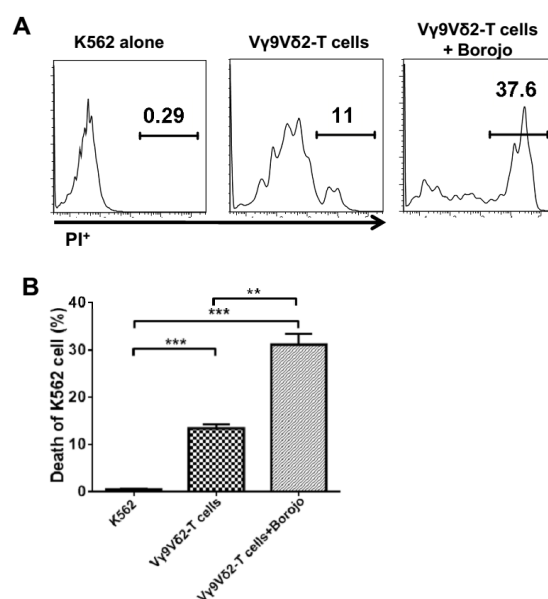 A
K562 alone
Vγ9Vδ2-T cells
Vγ9Vδ2-T cells
+ Borojo
0.29
11
37.6
PI⁺
B
Death of K562 cell (%)
40
30
20
10
0
**
***
***
K562
Vγ9Vδ2-T cells
Vγ9Vδ2-T cells+Borojo